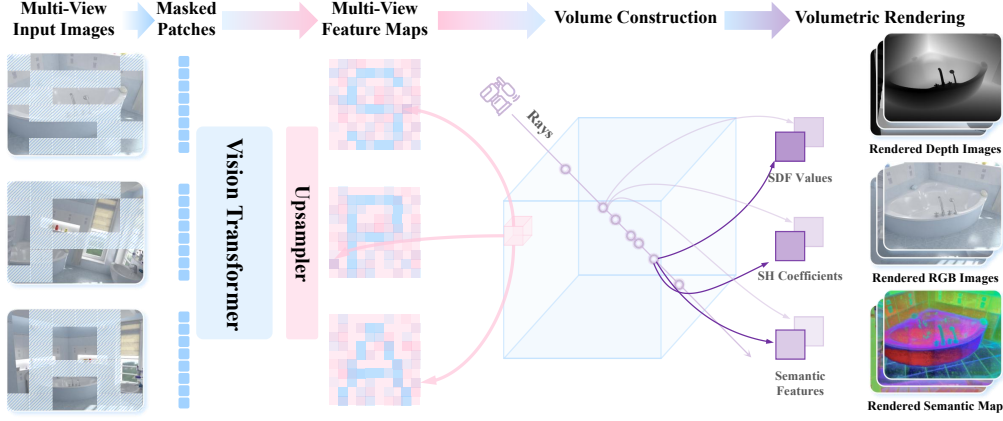 Multi-View
Input Images
Masked
Patches
Multi-View
Feature Maps
Volume Construction
Volumetric Rendering
Vision Transformer
Upsampler
Rays
SDF Values
SH Coefficients
Semantic
Features
Rendered Depth Images
Rendered RGB Images
Rendered Semantic Map